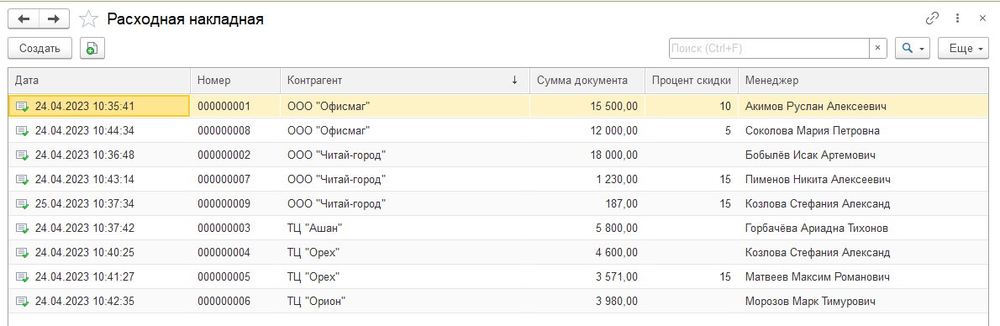 Расходная накладная
Создать Поиск (Ctrl+F) × Еще
Дата Номер Контрагент ↓ Сумма документа Процент скидки Менеджер
24.04.2023 10:35:41 000000001 ООО "Офисмаг" 15 500,00 10 Акимов Руслан Алексеевич
24.04.2023 10:44:34 000000008 ООО "Офисмаг" 12 000,00 5 Соколова Мария Петровна
24.04.2023 10:36:48 000000002 ООО "Читай-город" 18 000,00 Бобылёв Исак Артемович
24.04.2023 10:43:14 000000007 ООО "Читай-город" 1 230,00 15 Пименов Никита Алексеевич
25.04.2023 10:37:34 000000009 ООО "Читай-город" 187,00 15 Козлова Стефания Александ
24.04.2023 10:37:42 000000003 ТЦ "Ашан" 5 800,00 Горбачёва Ариадна Тихонов
24.04.2023 10:40:25 000000004 ТЦ "Орех" 4 600,00 Козлова Стефания Александ
24.04.2023 10:41:27 000000005 ТЦ "Орех" 3 571,00 15 Матвеев Максим Романович
24.04.2023 10:42:35 000000006 ТЦ "Орион" 3 980,00 Морозов Марк Тимурович